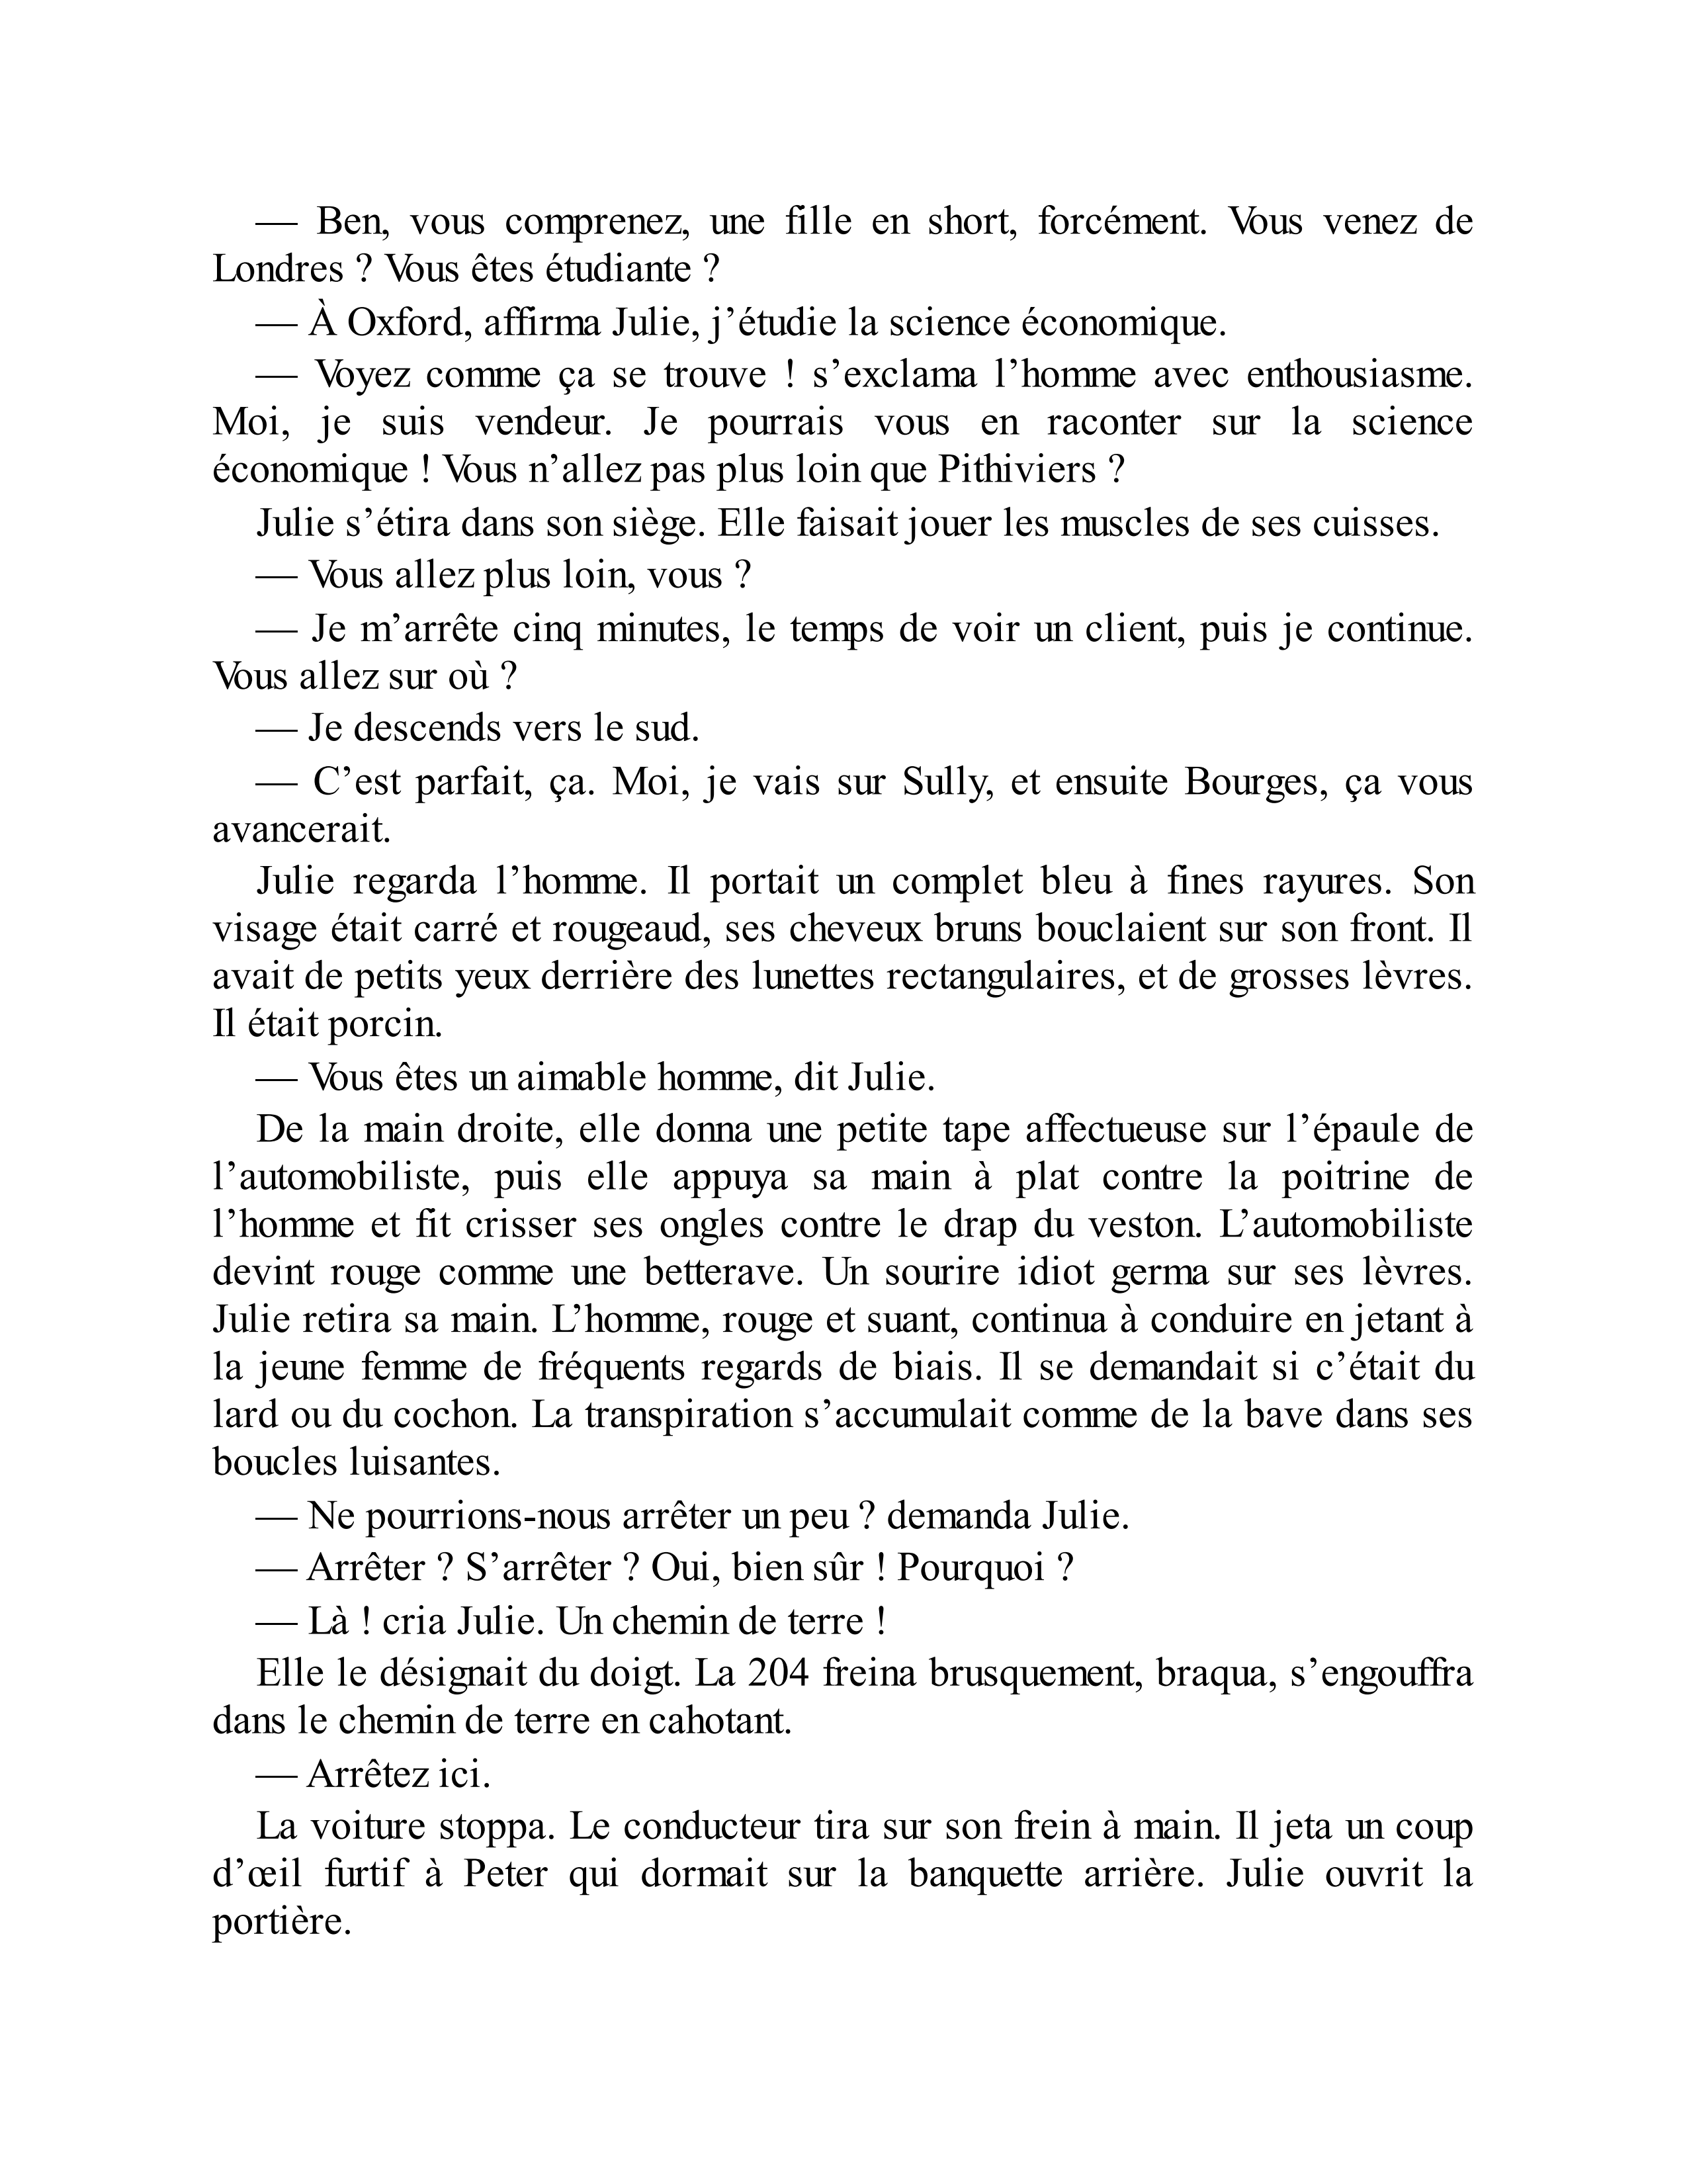 — Ben, vous comprenez, une fille en short, forcément. Vous venez de
Londres ? Vous êtes étudiante ?
— À Oxford, affirma Julie, j’étudie la science économique.
— Voyez comme ça se trouve ! s’exclama l’homme avec enthousiasme.
Moi, je suis vendeur. Je pourrais vous en raconter sur la science
économique ! Vous n’allez pas plus loin que Pithiviers ?
Julie s’étira dans son siège. Elle faisait jouer les muscles de ses cuisses.
— Vous allez plus loin, vous ?
— Je m’arrête cinq minutes, le temps de voir un client, puis je continue.
Vous allez sur où ?
— Je descends vers le sud.
— C’est parfait, ça. Moi, je vais sur Sully, et ensuite Bourges, ça vous
avancerait.
Julie regarda l’homme. Il portait un complet bleu à fines rayures. Son
visage était carré et rougeaud, ses cheveux bruns bouclaient sur son front. Il
avait de petits yeux derrière des lunettes rectangulaires, et de grosses lèvres.
Il était porcin.
— Vous êtes un aimable homme, dit Julie.
De la main droite, elle donna une petite tape affectueuse sur l’épaule de
l’automobiliste, puis elle appuya sa main à plat contre la poitrine de
l’homme et fit crisser ses ongles contre le drap du veston. L’automobiliste
devint rouge comme une betterave. Un sourire idiot germa sur ses lèvres.
Julie retira sa main. L’homme, rouge et suant, continua à conduire en jetant à
la jeune femme de fréquents regards de biais. Il se demandait si c’était du
lard ou du cochon. La transpiration s’accumulait comme de la bave dans ses
boucles luisantes.
— Ne pourrions-nous arrêter un peu ? demanda Julie.
— Arrêter ? S’arrêter ? Oui, bien sûr ! Pourquoi ?
— Là ! cria Julie. Un chemin de terre !
Elle le désignait du doigt. La 204 freina brusquement, braqua, s’engouffra
dans le chemin de terre en cahotant.
— Arrêtez ici.
La voiture stoppa. Le conducteur tira sur son frein à main. Il jeta un coup
d’œil furtif à Peter qui dormait sur la banquette arrière. Julie ouvrit la
portière.